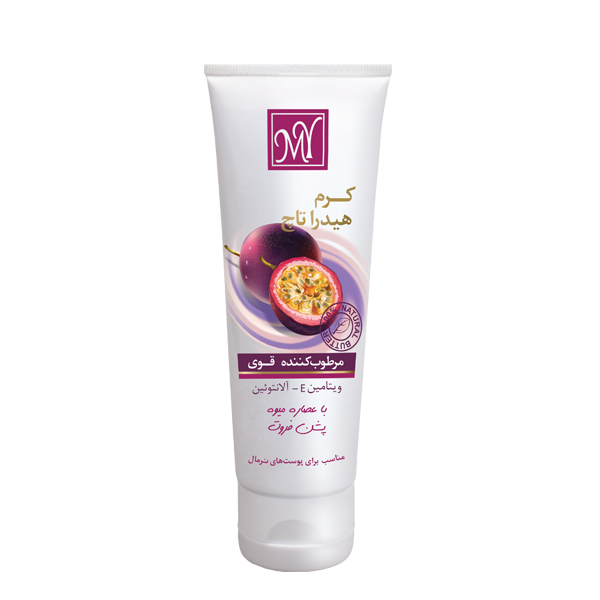 MY
کرم
هیدرا تاچ
100% NATURAL BUTTER
مرطوب‌کننده قوی
ویتامین E - آلانتوئین
با عصاره میوه
پشن فروت
مناسب برای پوست‌های نرمال